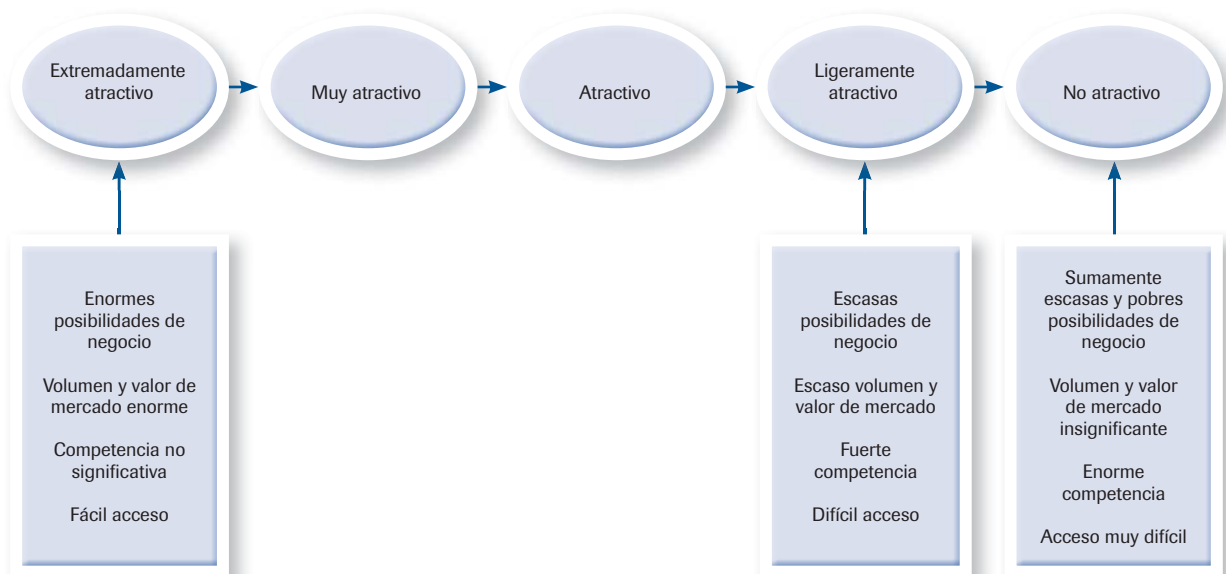 Extremadamente
atractivo
Muy atractivo
Atractivo
Ligeramente
atractivo
No atractivo
Enormes
posibilidades de
negocio
Volumen y valor de
mercado enorme
Competencia no
significativa
Fácil acceso
Escasas
posibilidades de
negocio
Escaso volumen y
valor de mercado
Fuerte
competencia
Difícil acceso
Sumamente
escasas y pobres
posibilidades de
negocio
Volumen y valor
de mercado
insignificante
Enorme
competencia
Acceso muy difícil